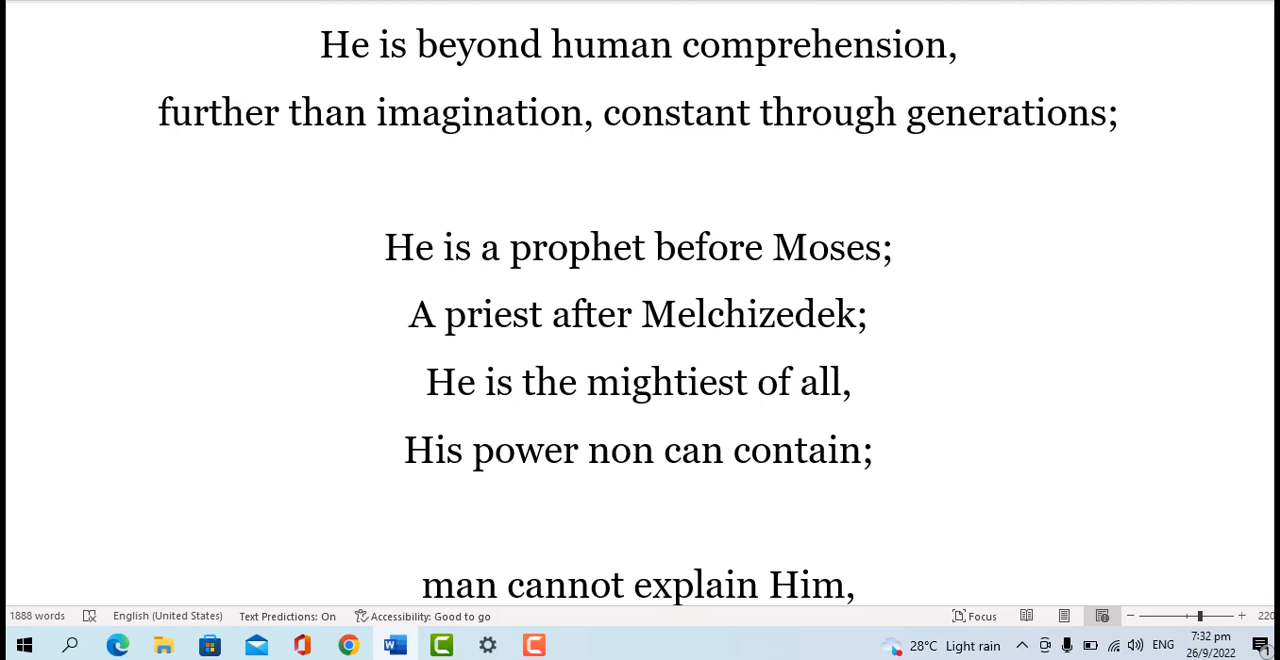 He is beyond human comprehension,
further than imagination, constant through generations;
He is a prophet before Moses;
A priest after Melchizedek;
He is the mightiest of all,
His power non can contain;
man cannot explain Him,
1888 words English (United States) Text Predictions: On Accessibility: Good to go Focus 220
28°C Light rain ENG 7:32 pm
26/9/2022